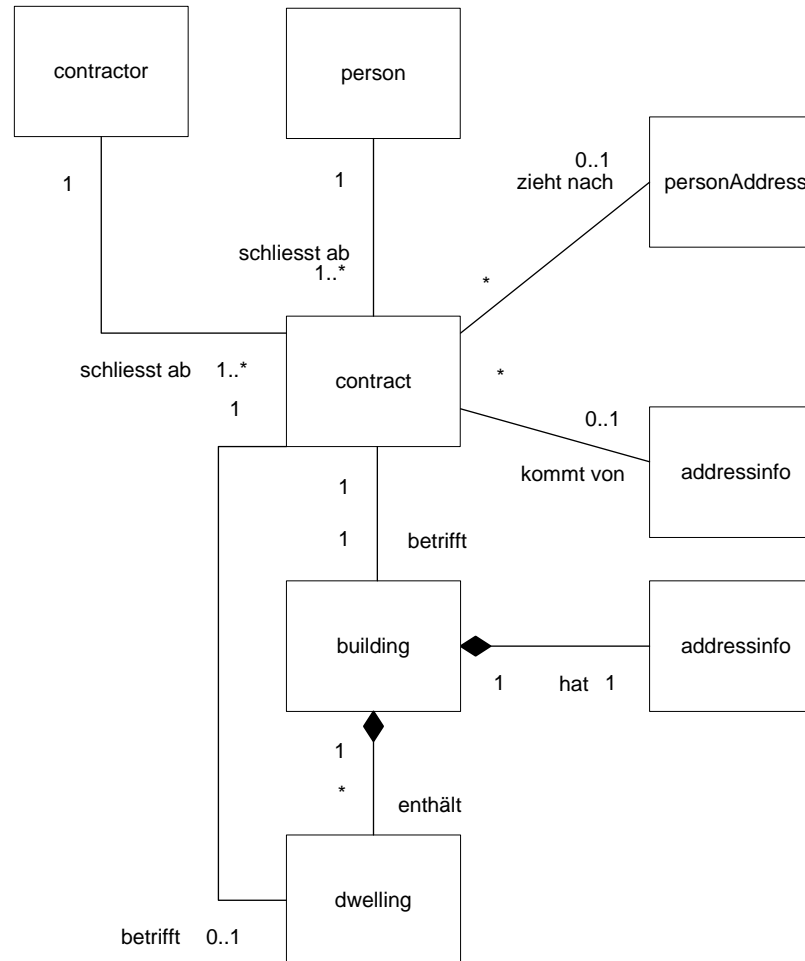 contractor
person
1
1
0..1
zieht nach
personAddress
schliesst ab
1..*
*
schliesst ab 1..*
contract
*
1
0..1
kommt von
addressinfo
1
1
betrifft
building
1
hat 1
addressinfo
1
*
enthält
dwelling
betrifft 0..1